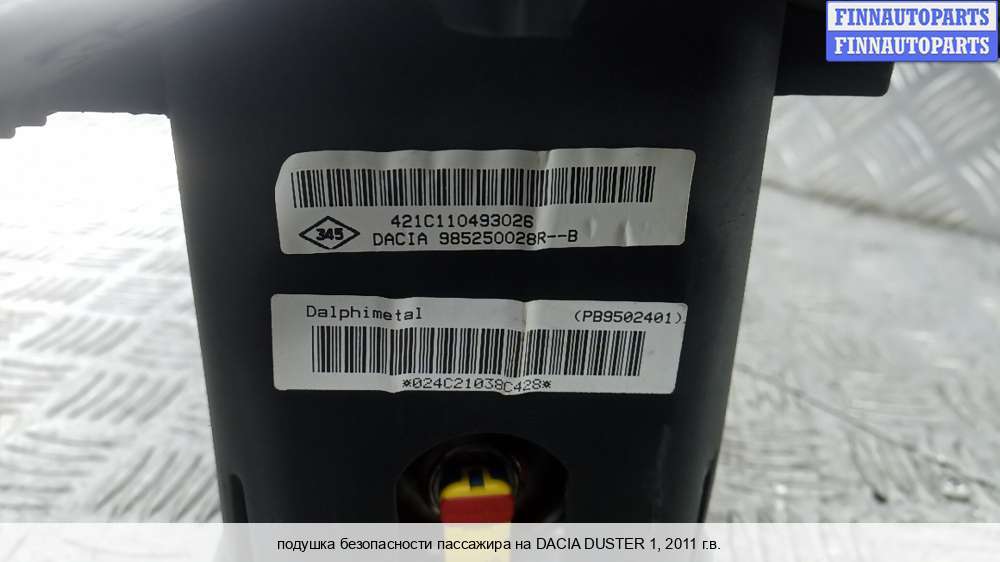 FINNAUTOPARTS
FINNAUTOPARTS
421C110493026
345
DACIA 985250028R--B
Dalphimetal (PB9502401)
*024C21038C428*
подушка безопасности пассажира на DACIA DUSTER 1, 2011 г.в.